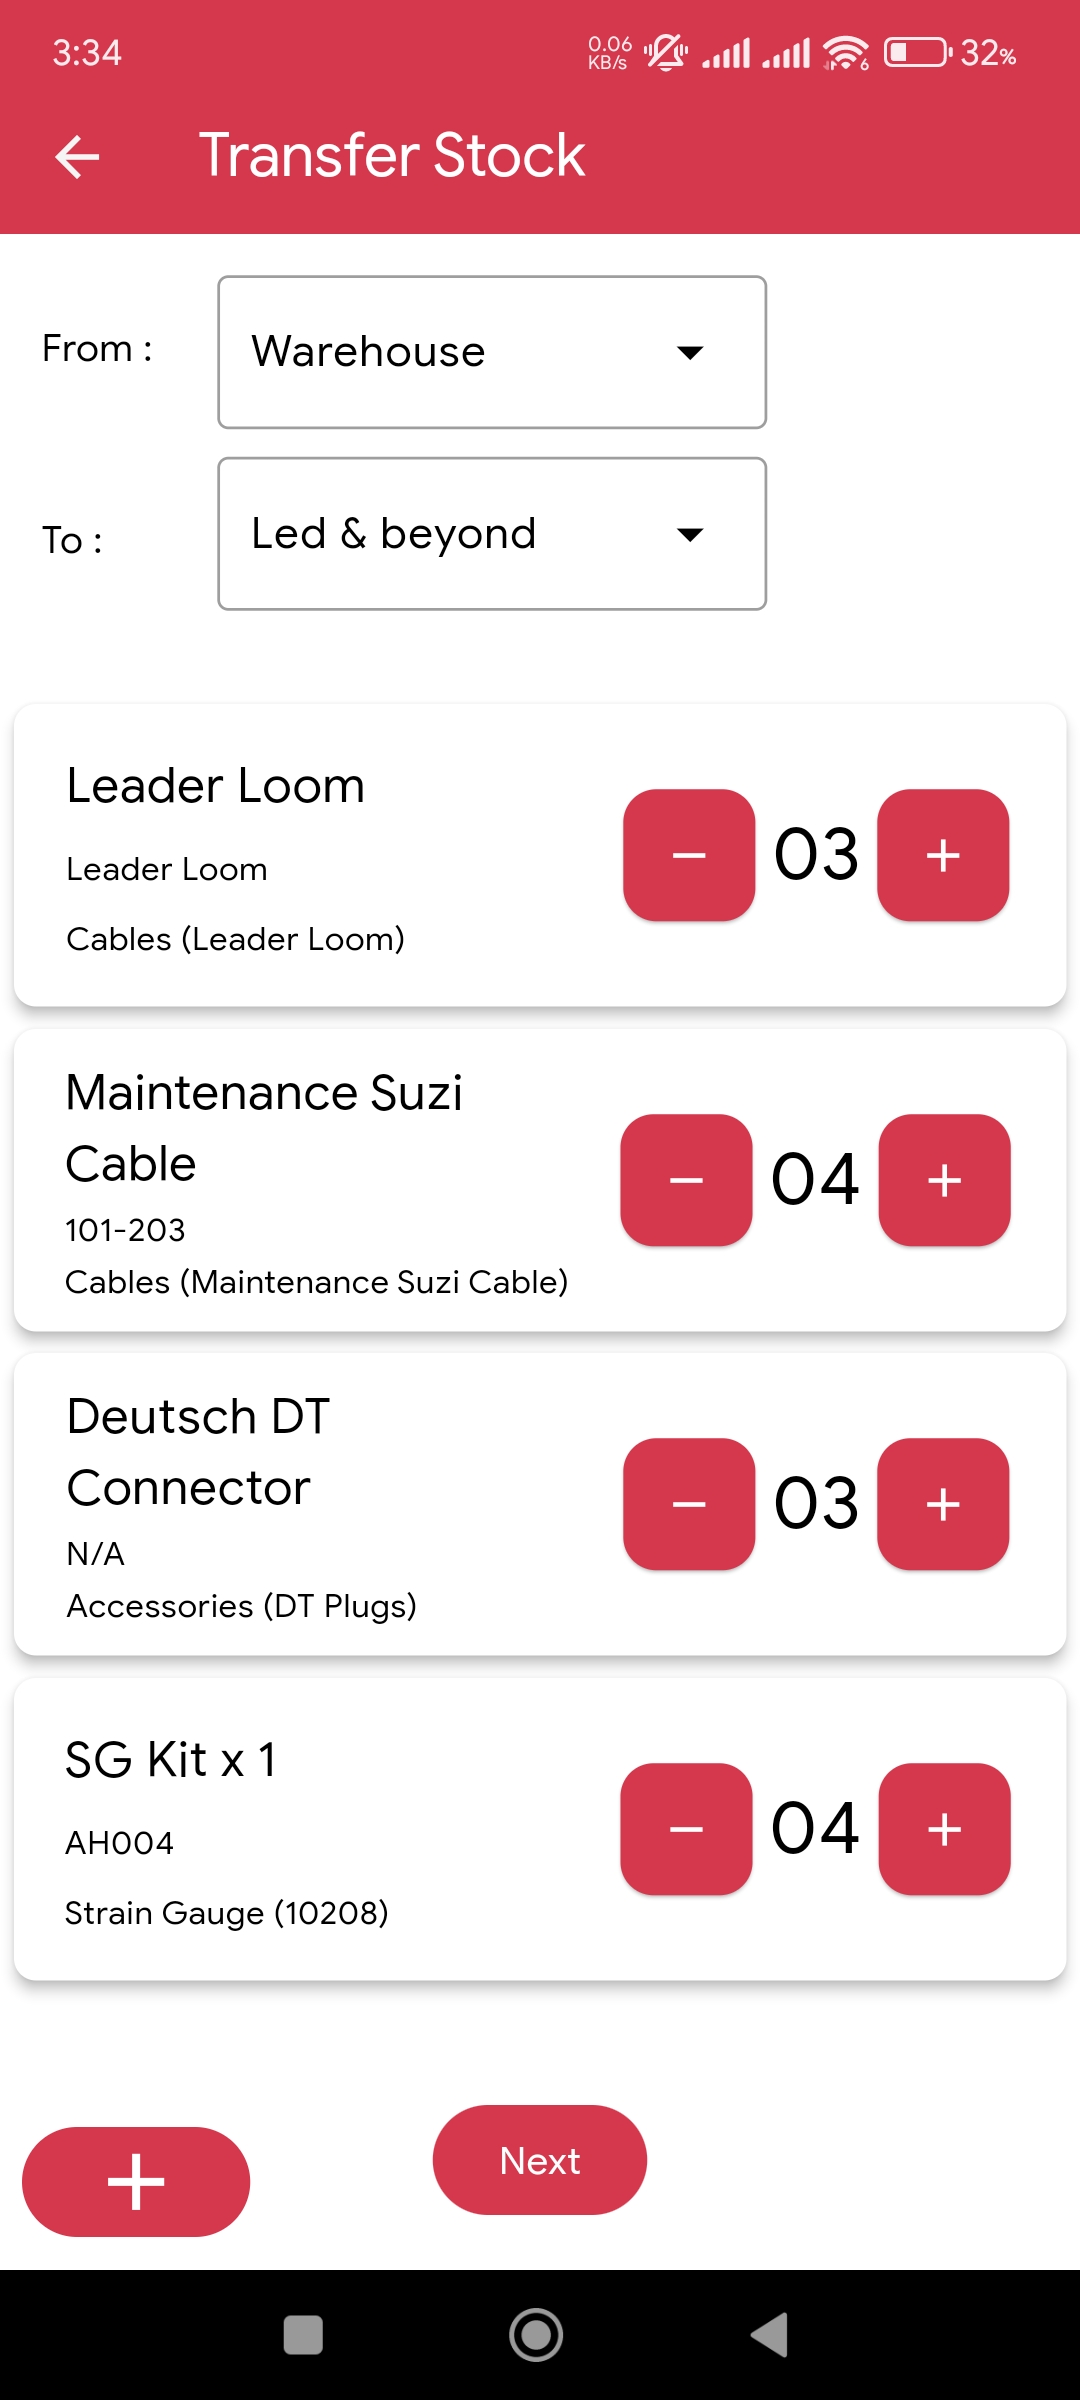 3:34
0.06
KB/s
6
32%
Transfer Stock
From :
Warehouse
To :
Led & beyond
Leader Loom
Leader Loom
Cables (Leader Loom)
− 03 +
Maintenance Suzi
Cable
101-203
Cables (Maintenance Suzi Cable)
− 04 +
Deutsch DT
Connector
N/A
Accessories (DT Plugs)
− 03 +
SG Kit x 1
AH004
Strain Gauge (10208)
− 04 +
+
Next